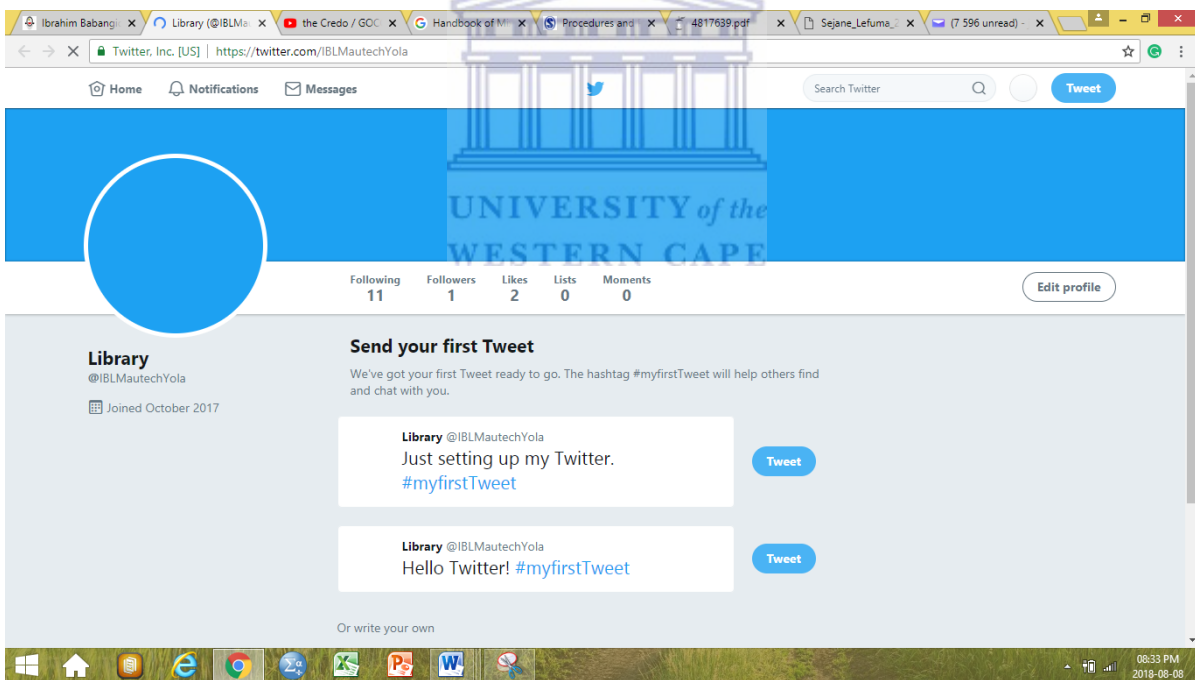 Ibrahim Babangi
Library (@IBLMa
the Credo / GOC
Handbook of M
Procedures and
4817639.pdf
Sejane_Lefuma_2
(7 596 unread) -
Twitter, Inc. [US] | https://twitter.com/IBLMautechYola
Home Notifications Messages Search Twitter Tweet
UNIVERSITY of the
WESTERN CAPE
Following Followers Likes Lists Moments
11 1 2 0 0
Edit profile
Library
@IBLMautechYola
Joined October 2017
Send your first Tweet
We've got your first Tweet ready to go. The hashtag #myfirstTweet will help others find
and chat with you.
Library @IBLMautechYola
Just setting up my Twitter.
#myfirstTweet
Tweet
Library @IBLMautechYola
Hello Twitter! #myfirstTweet
Tweet
Or write your own
08:33 PM
2018-08-08